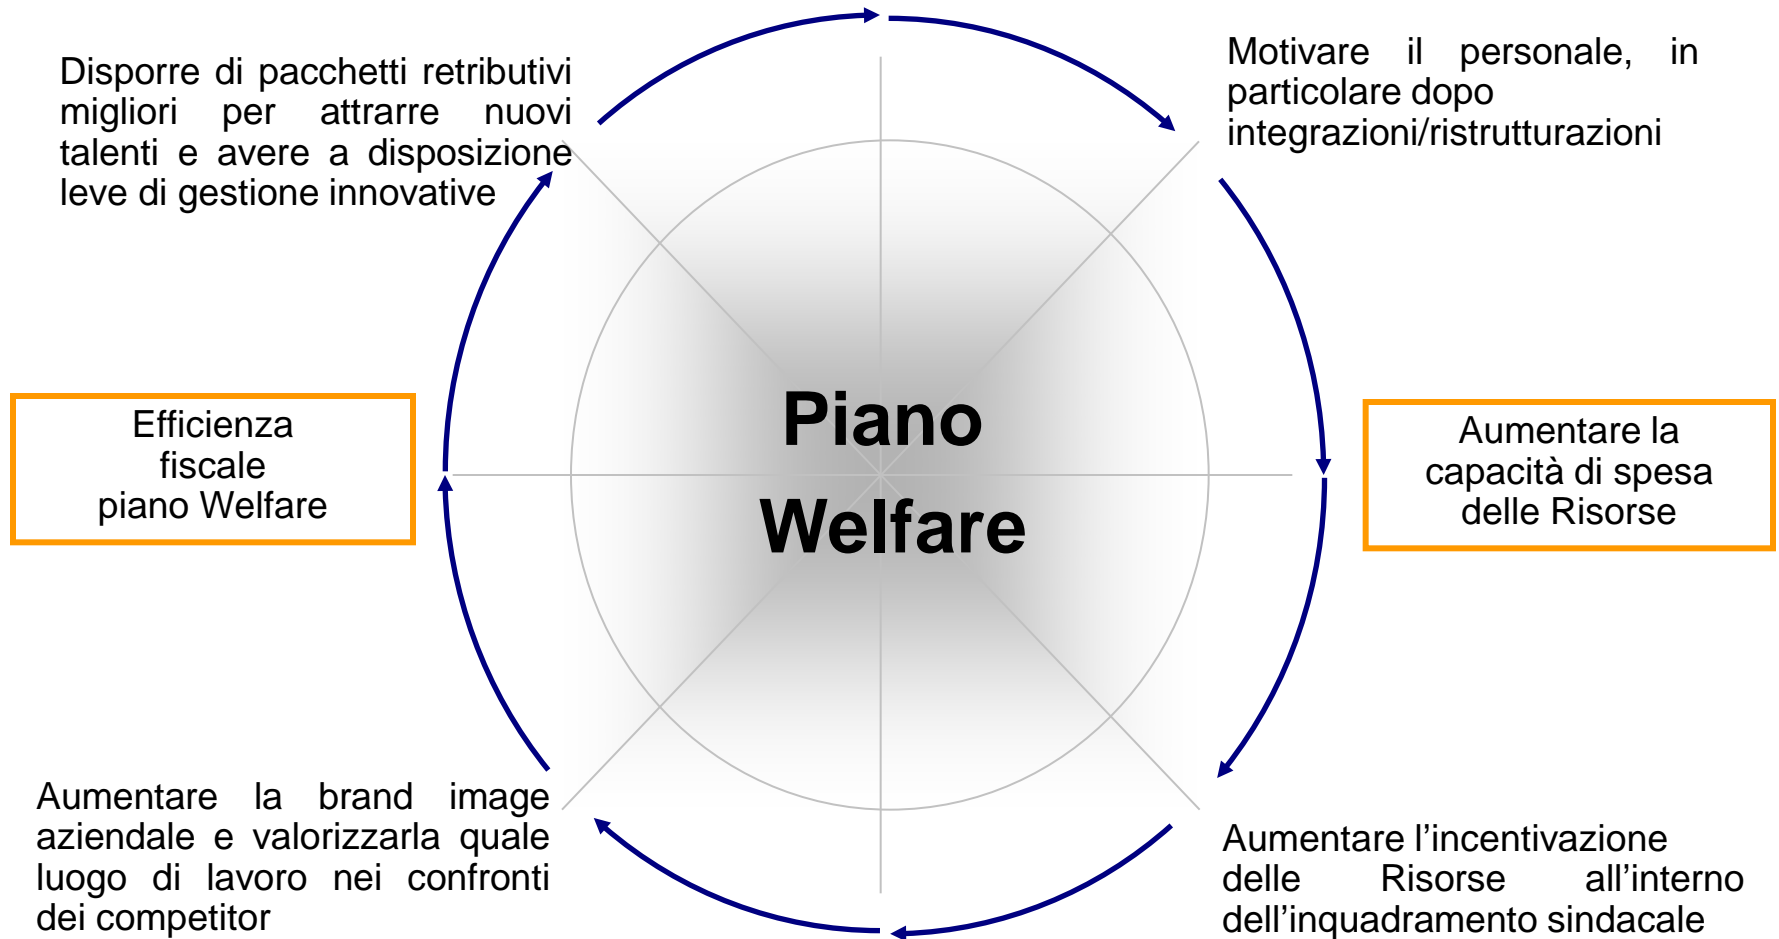 Disporre di pacchetti retributivi
migliori per attrarre nuovi
talenti e avere a disposizione
leve di gestione innovative
Motivare il personale, in
particolare dopo
integrazioni/ristrutturazioni
Efficienza
fiscale
piano Welfare
Piano
Welfare
Aumentare la
capacità di spesa
delle Risorse
Aumentare la brand image
aziendale e valorizzarla quale
luogo di lavoro nei confronti
dei competitor
Aumentare l’incentivazione
delle Risorse all’interno
dell’inquadramento sindacale